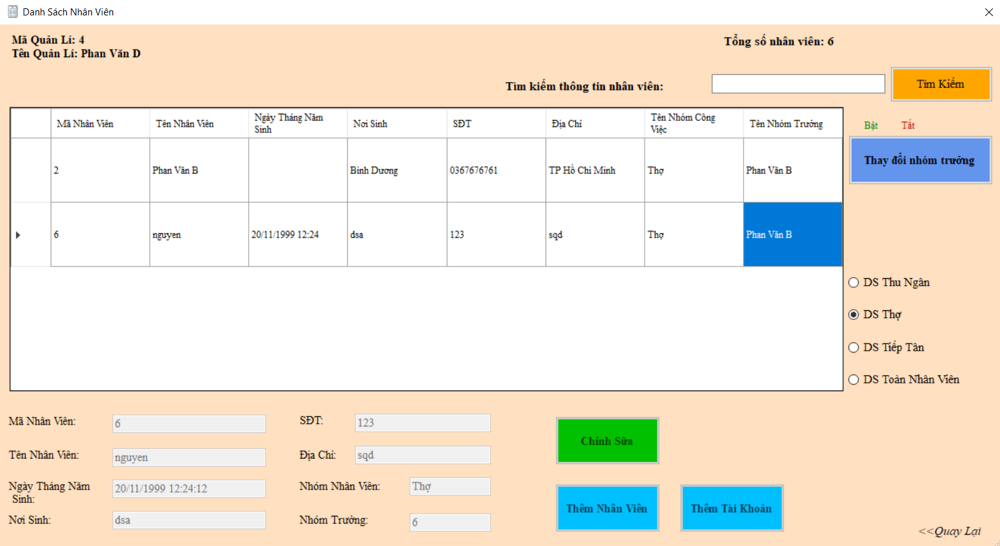 Danh Sách Nhân Viên
Mã Quản Lí: 4
Tên Quản Lí: Phan Văn D
Tổng số nhân viên: 6
Tìm kiếm thông tin nhân viên:
Tìm Kiếm
Mã Nhân Viên Tên Nhân Viên Ngày Tháng Năm Sinh Nơi Sinh SĐT Địa Chỉ Tên Nhóm Công Việc Tên Nhóm Trưởng
2 Phan Văn B Bình Dương 0367676761 TP Hồ Chí Minh Thợ Phan Văn B
6 nguyen 20/11/1999 12:24 dsa 123 sqd Thợ Phan Văn B
Bật Tắt
Thay đổi nhóm trưởng
DS Thu Ngân
DS Thợ
DS Tiếp Tân
DS Toàn Nhân Viên
Mã Nhân Viên: 6
Tên Nhân Viên: nguyen
Ngày Tháng Năm
Sinh: 20/11/1999 12:24:12
Nơi Sinh: dsa
SĐT: 123
Địa Chỉ: sqd
Nhóm Nhân Viên: Thợ
Nhóm Trưởng: 6
Chỉnh Sửa
Thêm Nhân Viên
Thêm Tài Khoản
<<Quay Lại